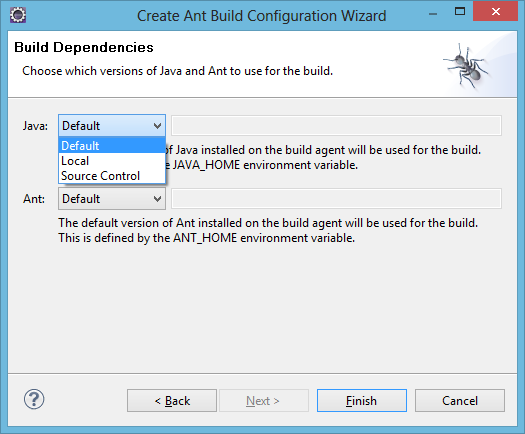 Create Ant Build Configuration Wizard
Build Dependencies
Choose which versions of Java and Ant to use for the build.
Java: Default
Default
Local
Source Control
of Java installed on the build agent will be used for the build.
JAVA_HOME environment variable.
Ant: Default
The default version of Ant installed on the build agent will be used for the build.
This is defined by the ANT_HOME environment variable.
? < Back Next > Finish Cancel